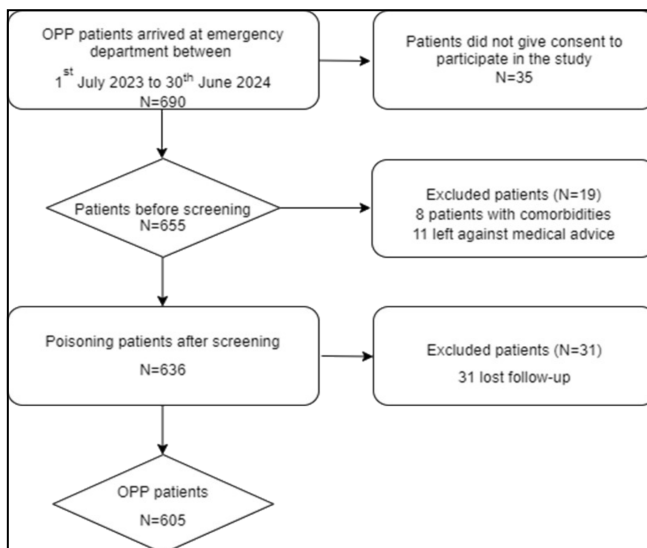 OPP patients arrived at emergency
department between
1st July 2023 to 30th June 2024
N=690
Patients did not give consent to
participate in the study
N=35
Patients before screening
N=655
Excluded patients (N=19)
8 patients with comorbidities
11 left against medical advice
Poisoning patients after screening
N=636
Excluded patients (N=31)
31 lost follow-up
OPP patients
N=605